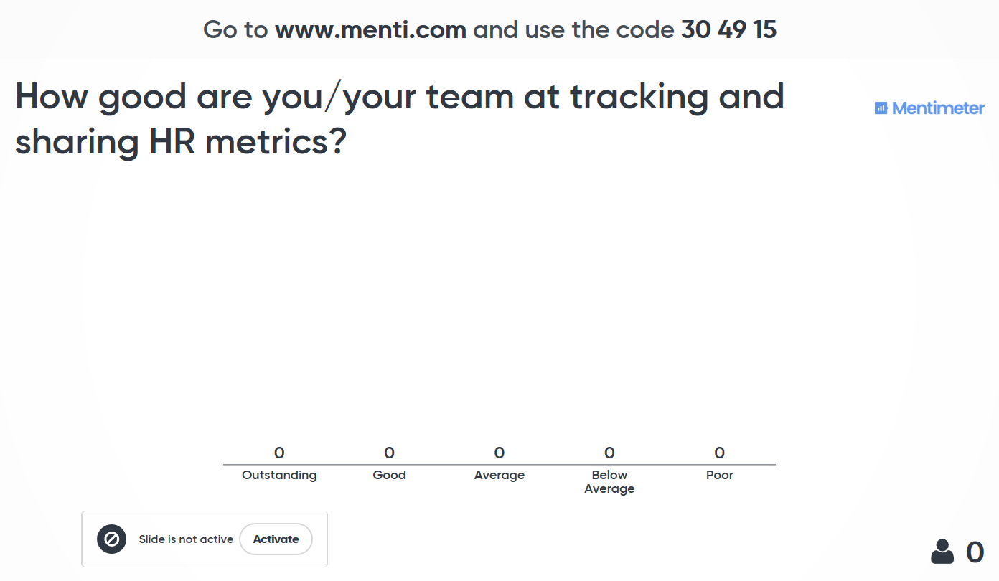 Go to www.menti.com and use the code 30 49 15
How good are you/your team at tracking and
sharing HR metrics?
Mentimeter
0 0 0 0 0
Outstanding Good Average Below Average Poor
Slide is not active Activate
0